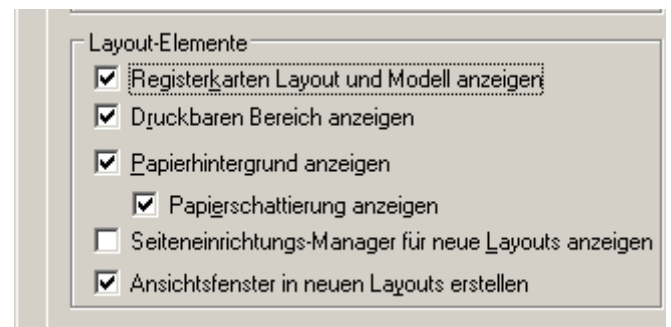 Layout-Elemente
Registerkarten Layout und Modell anzeigen
Druckbaren Bereich anzeigen
Papierhintergrund anzeigen
Papierschattierung anzeigen
Seiteneinrichtungs-Manager für neue Layouts anzeigen
Ansichtsfenster in neuen Layouts erstellen